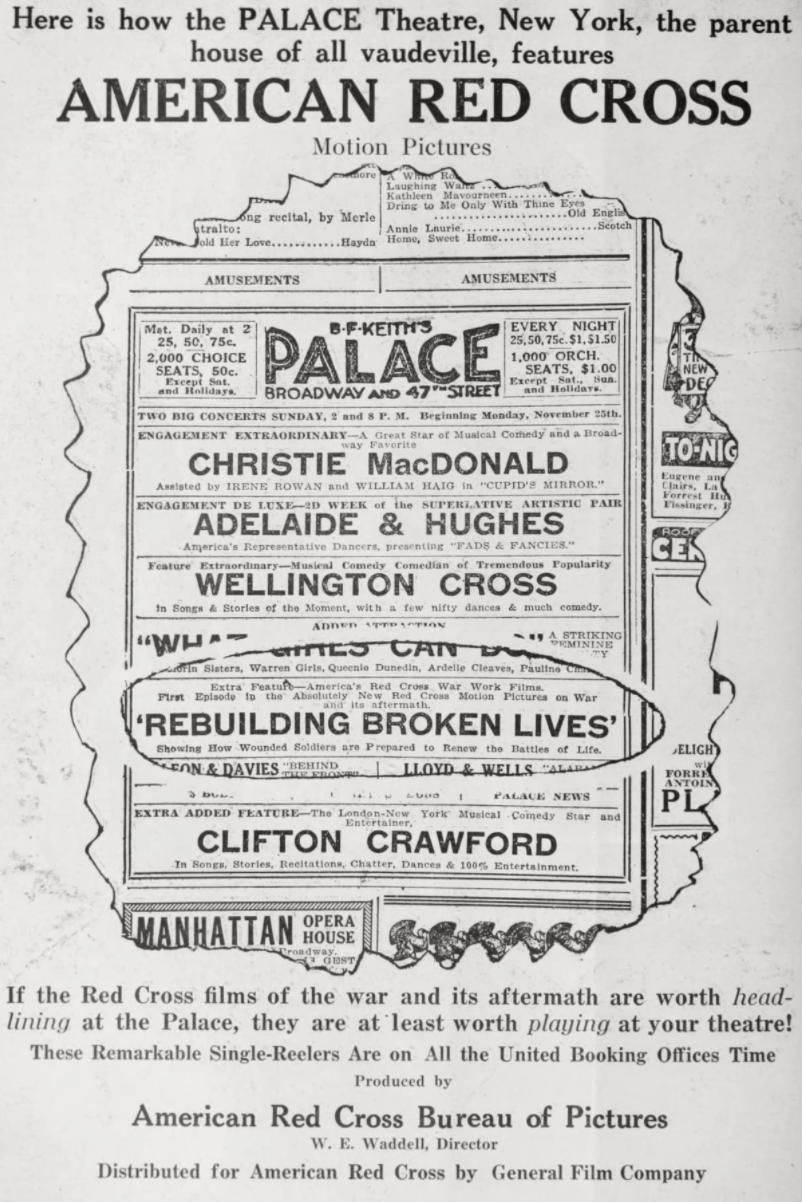 Here is how the PALACE Theatre, New York, the parent
house of all vaudeville, features
AMERICAN RED CROSS
Motion Pictures
A White
Laughing
Kathleen Mavourneen
Dring to Me Only With Thine Eyes
Old
Annie Laurie Scotch
Home, Sweet Home
recital, by Merle
old Her Love Haydn
AMUSEMENTS
AMUSEMENTS
Mat. Daily at 2
25, 50, 75c.
2,000 CHOICE
SEATS, 50c.
Except Sat.
and Holidays.
B·F·KEITH'S
PALACE
BROADWAY AND 47TH STREET
EVERY NIGHT
25,50,75c.$1,$1.50
1,000 ORCH.
SEATS, $1.00
Except Sat., Sun.
and Holidays.
TWO BIG CONCERTS SUNDAY, 2 and 8 P. M. Beginning Monday, November 25th.
ENGAGEMENT EXTRAORDINARY—A Great Star of Musical Comedy and a Broad-
way Favorite
CHRISTIE MacDONALD
Assisted by IRENE ROWAN and WILLIAM HAIG in "CUPID'S MIRROR."
ENGAGEMENT DE LUXE—2D WEEK of the SUPERLATIVE ARTISTIC PAIR
ADELAIDE & HUGHES
America's Representative Dancers, presenting "FADS & FANCIES."
Feature Extraordinary—Musical Comedy Comedian of Tremendous Popularity
WELLINGTON CROSS
In Songs & Stories of the Moment, with a few nifty dances & much comedy.
CAN
A STRIKING
Sisters, Warren Girls, Queenie Dunedin, Ardelle Cleaves,
Extra Feature—America's Red Cross War Work Films.
First Episode in the Absolutely New Red Cross Motion Pictures on War
and its aftermath.
'REBUILDING BROKEN LIVES'
Showing How Wounded Soldiers are Prepared to Renew the Battles of Life.
& DAVIES "BEHIND
THE FRONT" LLOYD & WELLS
PALACE NEWS
EXTRA ADDED FEATURE—The London-New York Musical Comedy Star and
Entertainer,
CLIFTON CRAWFORD
In Songs, Stories, Recitations, Chatter, Dances & 100% Entertainment.
NEW
Eugene
Clairs, La
Forrest
Fissinger,
MANHATTAN OPERA
HOUSE
If the Red Cross films of the war and its aftermath are worth head-
lining at the Palace, they are at least worth playing at your theatre!
These Remarkable Single-Reelers Are on All the United Booking Offices Time
Produced by
American Red Cross Bureau of Pictures
W. E. Waddell, Director
Distributed for American Red Cross by General Film Company